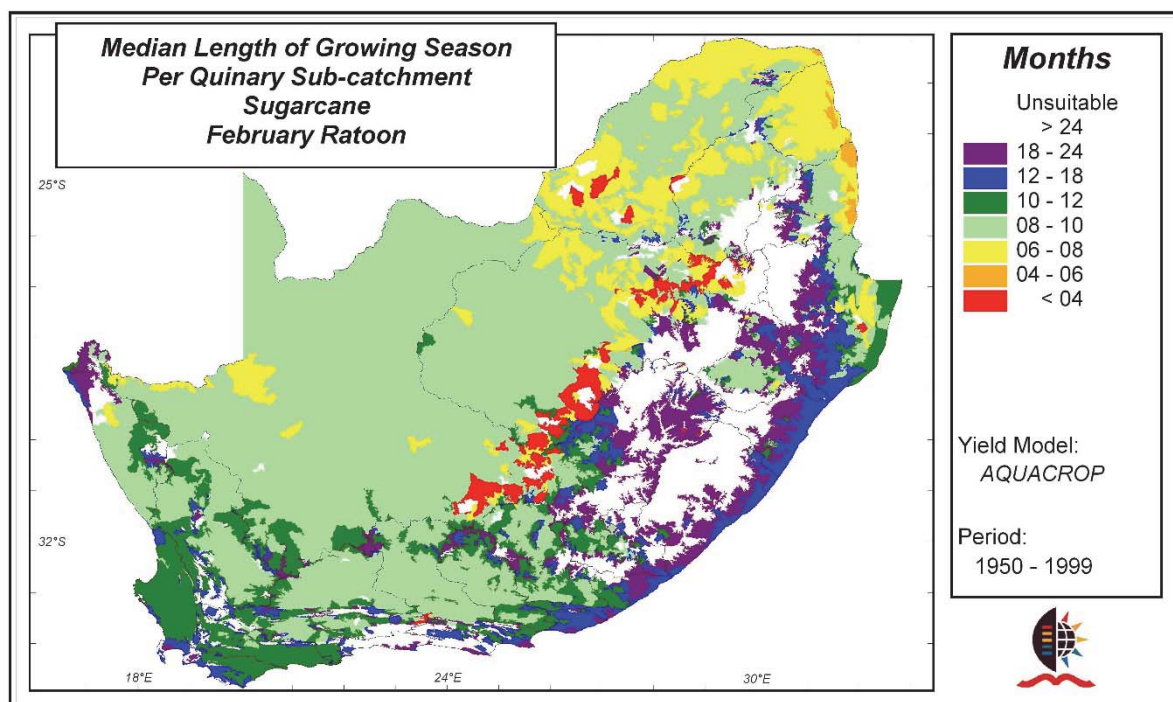 Median Length of Growing Season
Per Quinary Sub-catchment
Sugarcane
February Ratoon
Months
Unsuitable
> 24
18 - 24
12 - 18
10 - 12
08 - 10
06 - 08
04 - 06
< 04
Yield Model:
AQUACROP
Period:
1950 - 1999
25°S
32°S
18°E
24°E
30°E